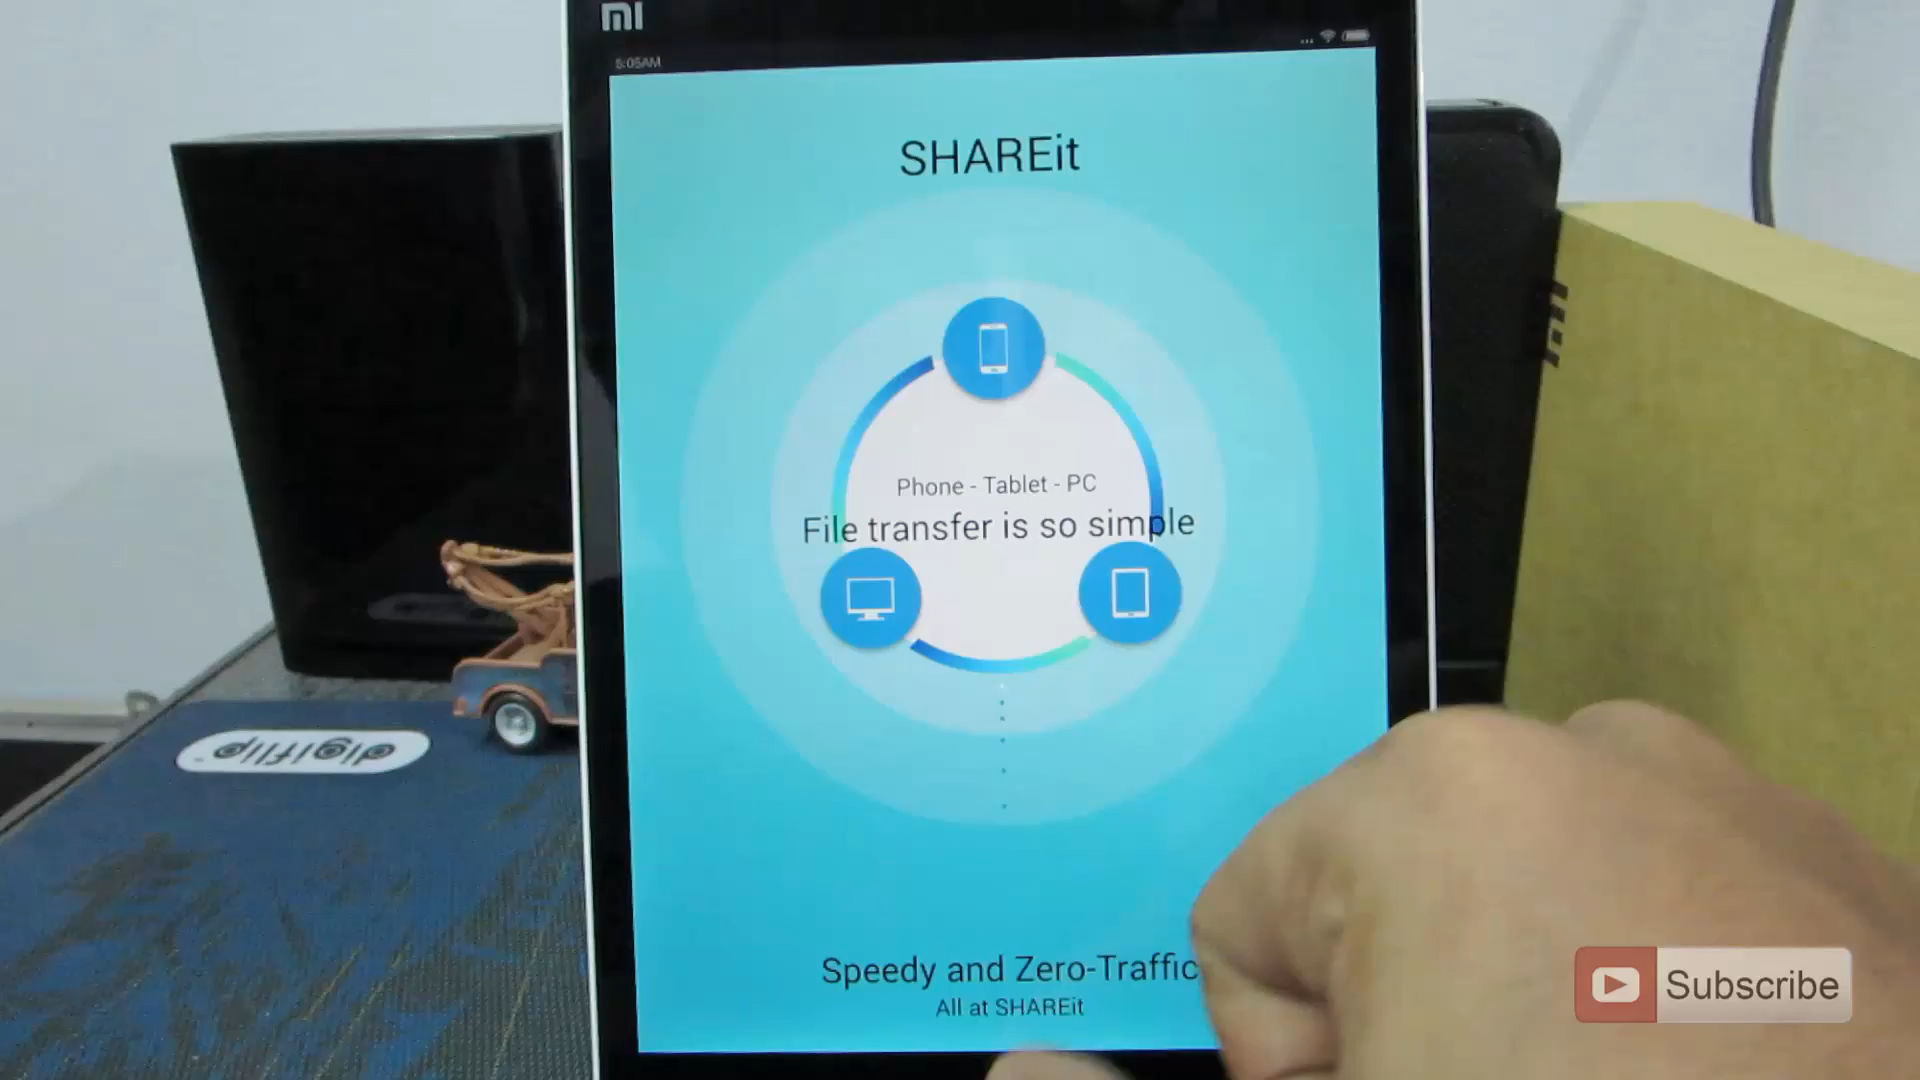 MI
5:05AM
SHAREit
Phone - Tablet - PC
File transfer is so simple
Speedy and Zero-Traffic
All at SHAREit
digiflip
MI
Subscribe